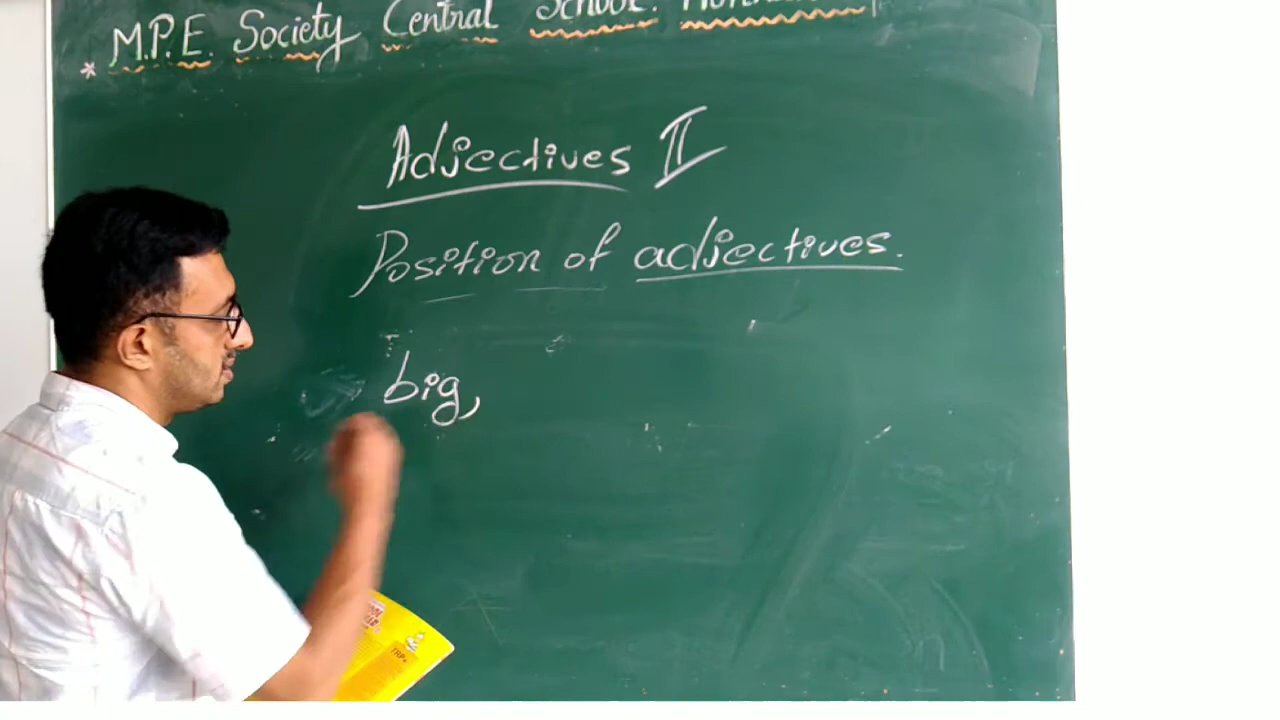 * M.P.E. Society Central School.
Adjectives II
Position of adjectives.
big,